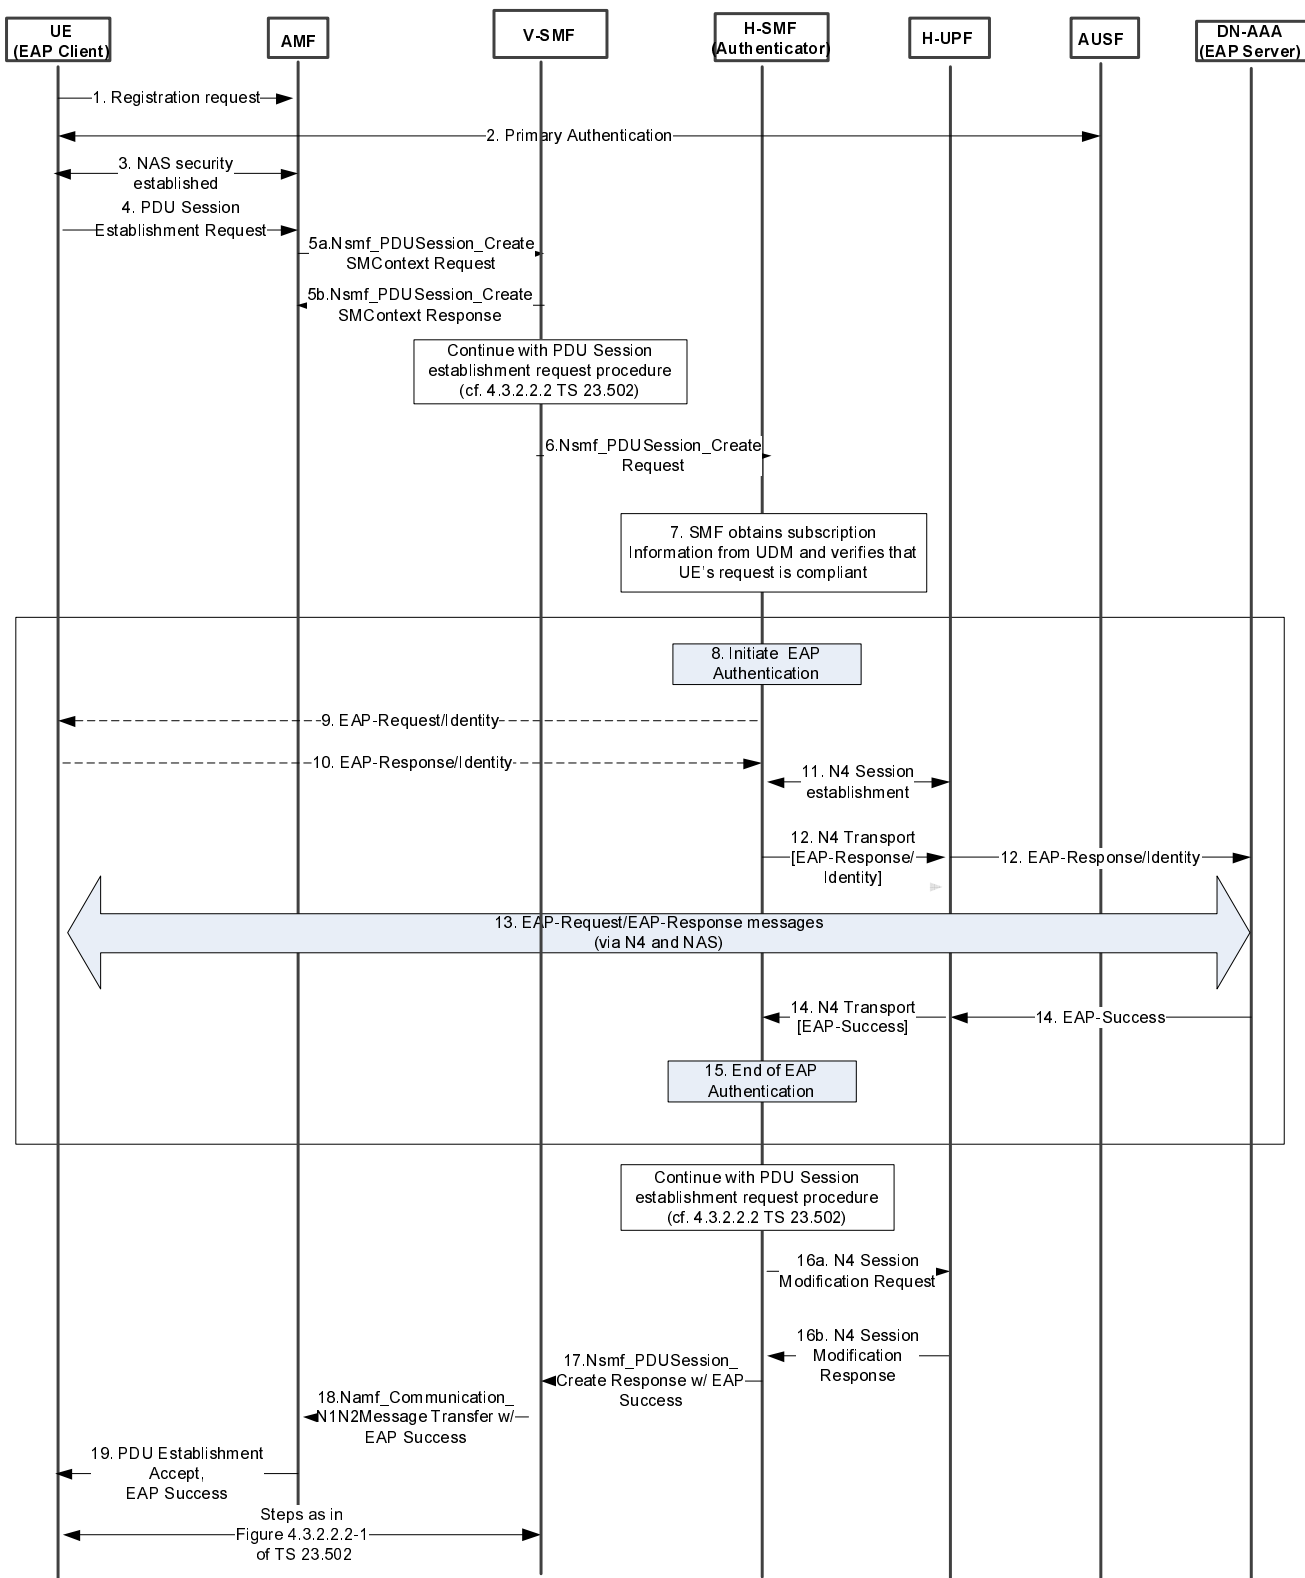 UE
(EAP Client)
AMF
V-SMF
H-SMF
(Authenticator)
H-UPF
AUSF
DN-AAA
(EAP Server)
1. Registration request
2. Primary Authentication
3. NAS security
established
4. PDU Session
Establishment Request
5a.Nsmf_PDUSession_Create
SMContext Request
5b.Nsmf_PDUSession_Create
SMContext Response
Continue with PDU Session
establishment request procedure
(cf. 4.3.2.2.2 TS 23.502)
6.Nsmf_PDUSession_Create
Request
7. SMF obtains subscription
Information from UDM and verifies that
UE's request is compliant
8. Initiate EAP
Authentication
9. EAP-Request/Identity
10. EAP-Response/Identity
11. N4 Session
establishment
12. N4 Transport
[EAP-Response/
Identity]
12. EAP-Response/Identity
13. EAP-Request/EAP-Response messages
(via N4 and NAS)
14. N4 Transport
[EAP-Success]
14. EAP-Success
15. End of EAP
Authentication
Continue with PDU Session
establishment request procedure
(cf. 4.3.2.2.2 TS 23.502)
16a. N4 Session
Modification Request
16b. N4 Session
Modification
Response
17.Nsmf_PDUSession_
Create Response w/ EAP
Success
18.Namf_Communication_
N1N2Message Transfer w/
EAP Success
19. PDU Establishment
Accept,
EAP Success
Steps as in
Figure 4.3.2.2.2-1
of TS 23.502